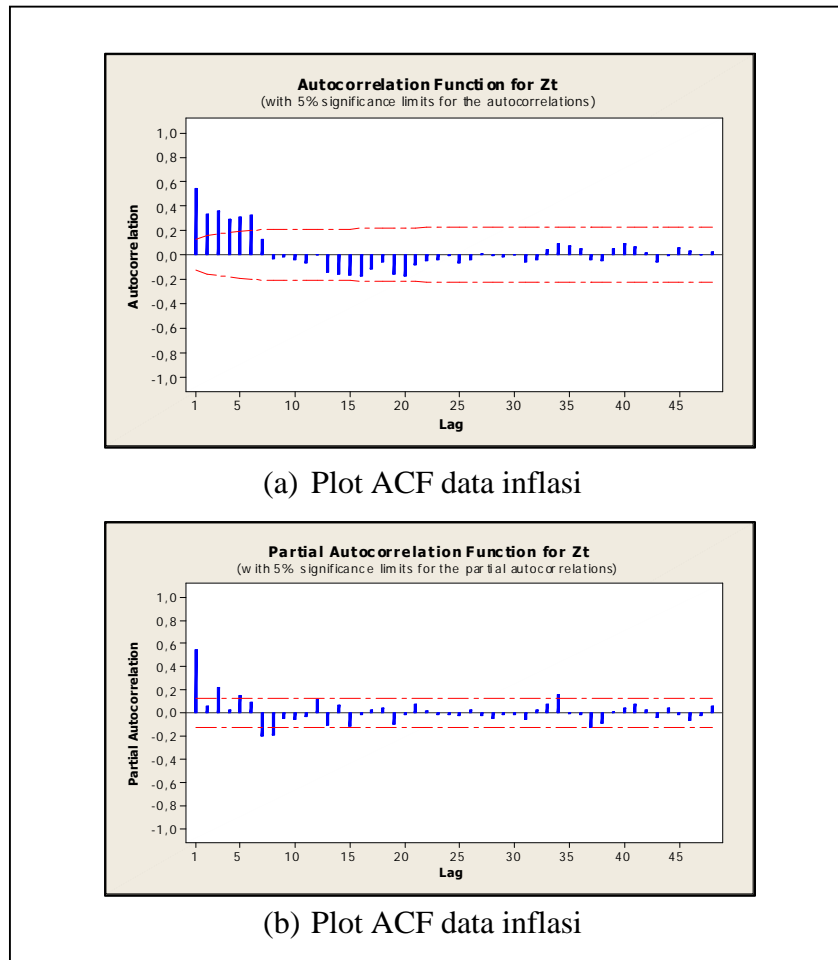 Autocorrelation Function for Zt
(with 5% significance limits for the autocorrelations)
1,0
0,8
0,6
0,4
0,2
0,0
-0,2
-0,4
-0,6
-0,8
-1,0
Autocorrelation
1 5 10 15 20 25 30 35 40 45
Lag
(a) Plot ACF data inflasi
Partial Autocorrelation Function for Zt
(with 5% significance limits for the partial autocorrelations)
1,0
0,8
0,6
0,4
0,2
0,0
-0,2
-0,4
-0,6
-0,8
-1,0
Partial Autocorrelation
1 5 10 15 20 25 30 35 40 45
Lag
(b) Plot ACF data inflasi